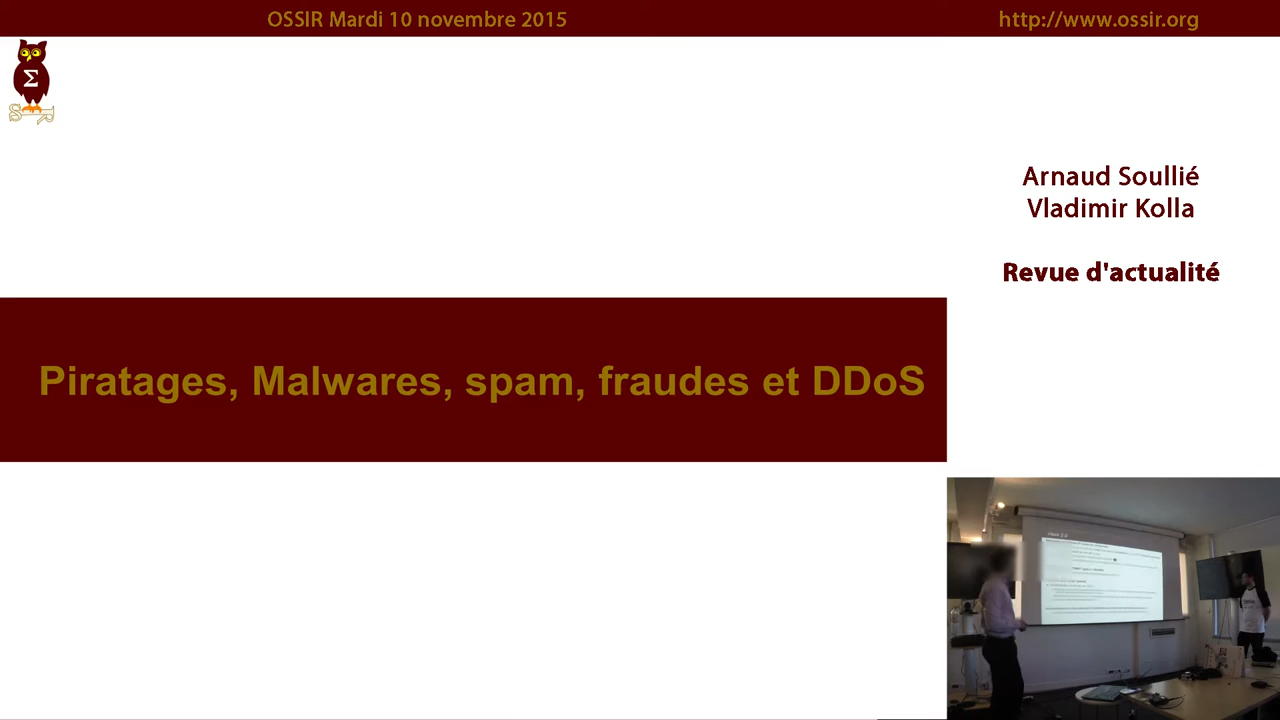 OSSIR Mardi 10 novembre 2015
http://www.ossir.org
Σ
Arnaud Soullié
Vladimir Kolla
Revue d'actualité
Piratages, Malwares, spam, fraudes et DDoS